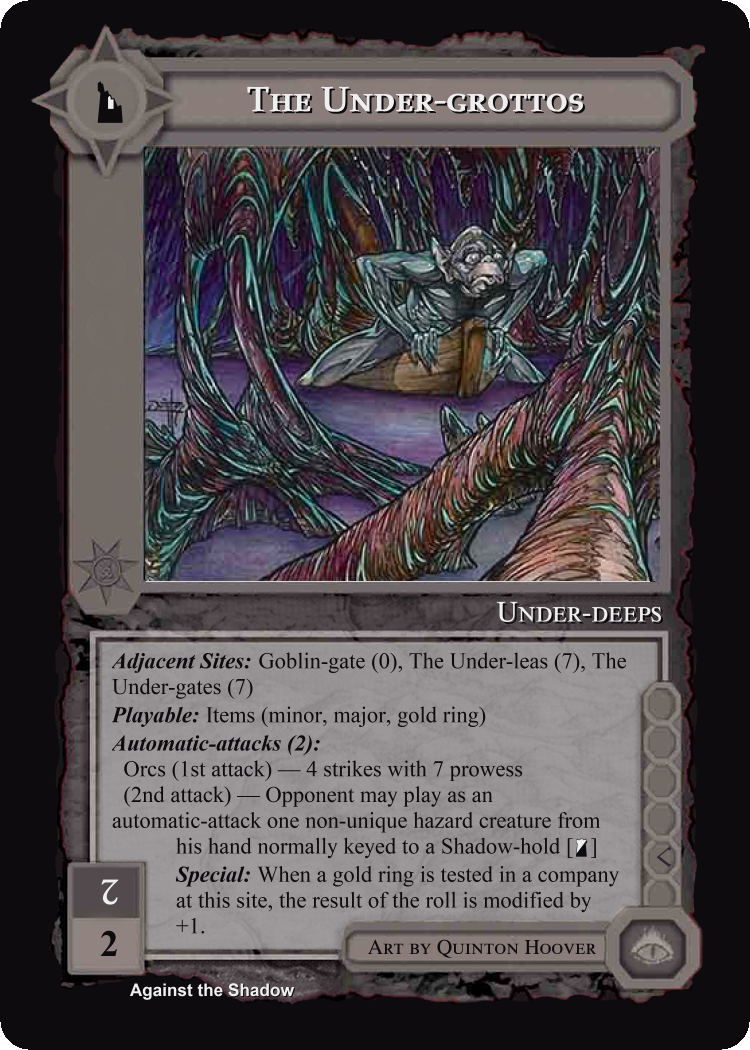 The Under-grottos
Under-deeps
Adjacent Sites: Goblin-gate (0), The Under-leas (7), The
Under-gates (7)
Playable: Items (minor, major, gold ring)
Automatic-attacks (2):
Orcs (1st attack) — 4 strikes with 7 prowess
(2nd attack) — Opponent may play as an
automatic-attack one non-unique hazard creature from
his hand normally keyed to a Shadow-hold [ ]
Special: When a gold ring is tested in a company
at this site, the result of the roll is modified by
+1.
2
2
Art by Quinton Hoover
Against the Shadow